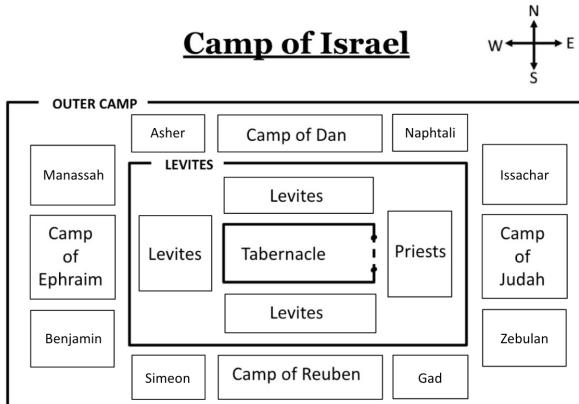 Camp of Israel
N
W E
S
OUTER CAMP
Asher
Camp of Dan
Naphtali
LEVITES
Manassah
Issachar
Levites
Camp
of
Ephraim
Levites
Tabernacle
Priests
Camp
of
Judah
Levites
Benjamin
Zebulan
Simeon
Camp of Reuben
Gad